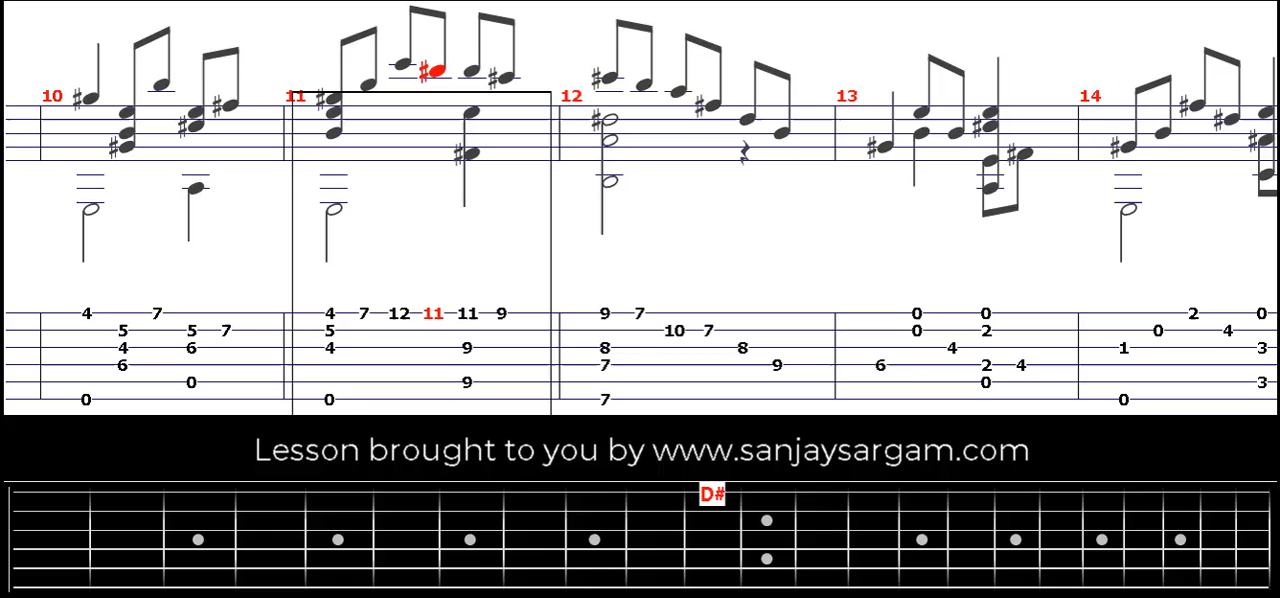 10 11 12 13 14
4 7 4 7 12 11 11 9 9 7 0 0 2 0
5 5 7 5 10 7 0 2 0 4
4 6 4 9 8 8 4 1 3
6 7 9 6 2 4
0 9 0 3
0 0 7 0
Lesson brought to you by www.sanjaysargam.com
D#